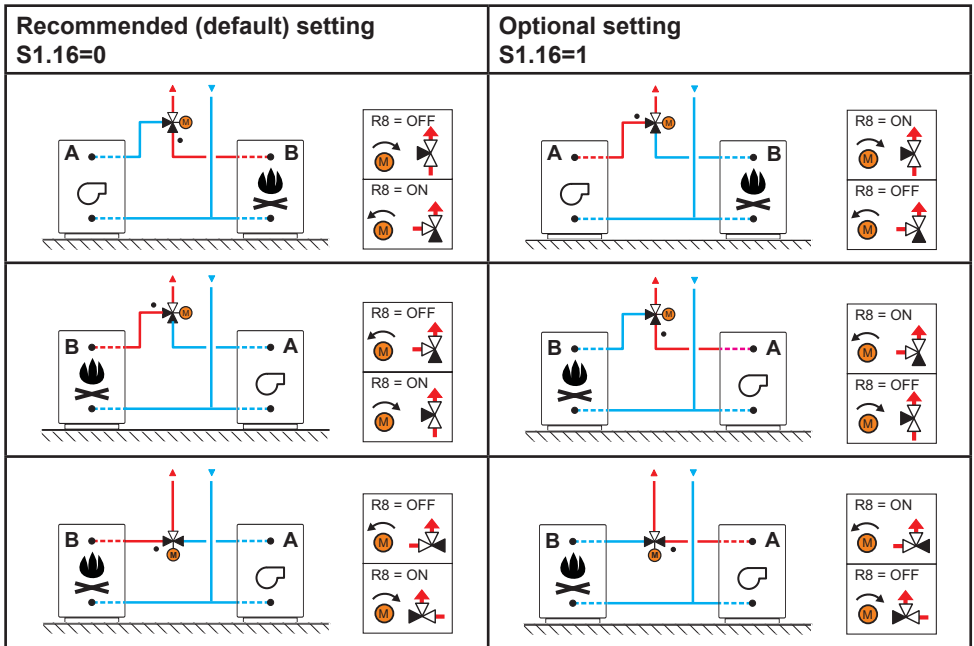 Recommended (default) setting
S1.16=0
Optional setting
S1.16=1
A
M
B
R8 = OFF
M
R8 = ON
M
A
M
B
R8 = ON
M
R8 = OFF
M
B
M
A
R8 = OFF
M
R8 = ON
M
B
M
A
R8 = ON
M
R8 = OFF
M
B
M
A
R8 = OFF
M
R8 = ON
M
B
M
A
R8 = ON
M
R8 = OFF
M